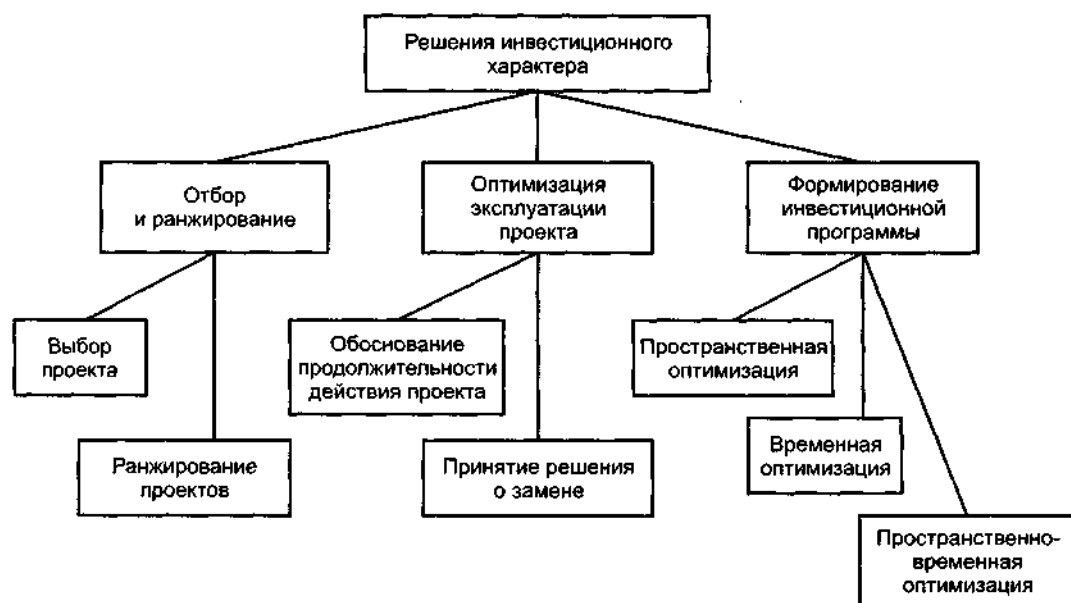 Решения инвестиционного
характера
Отбор
и ранжирование
Оптимизация
эксплуатации
проекта
Формирование
инвестиционной
программы
Выбор
проекта
Обоснование
продолжительности
действия проекта
Пространственная
оптимизация
Ранжирование
проектов
Принятие решения
о замене
Временная
оптимизация
Пространственно-
временная
оптимизация